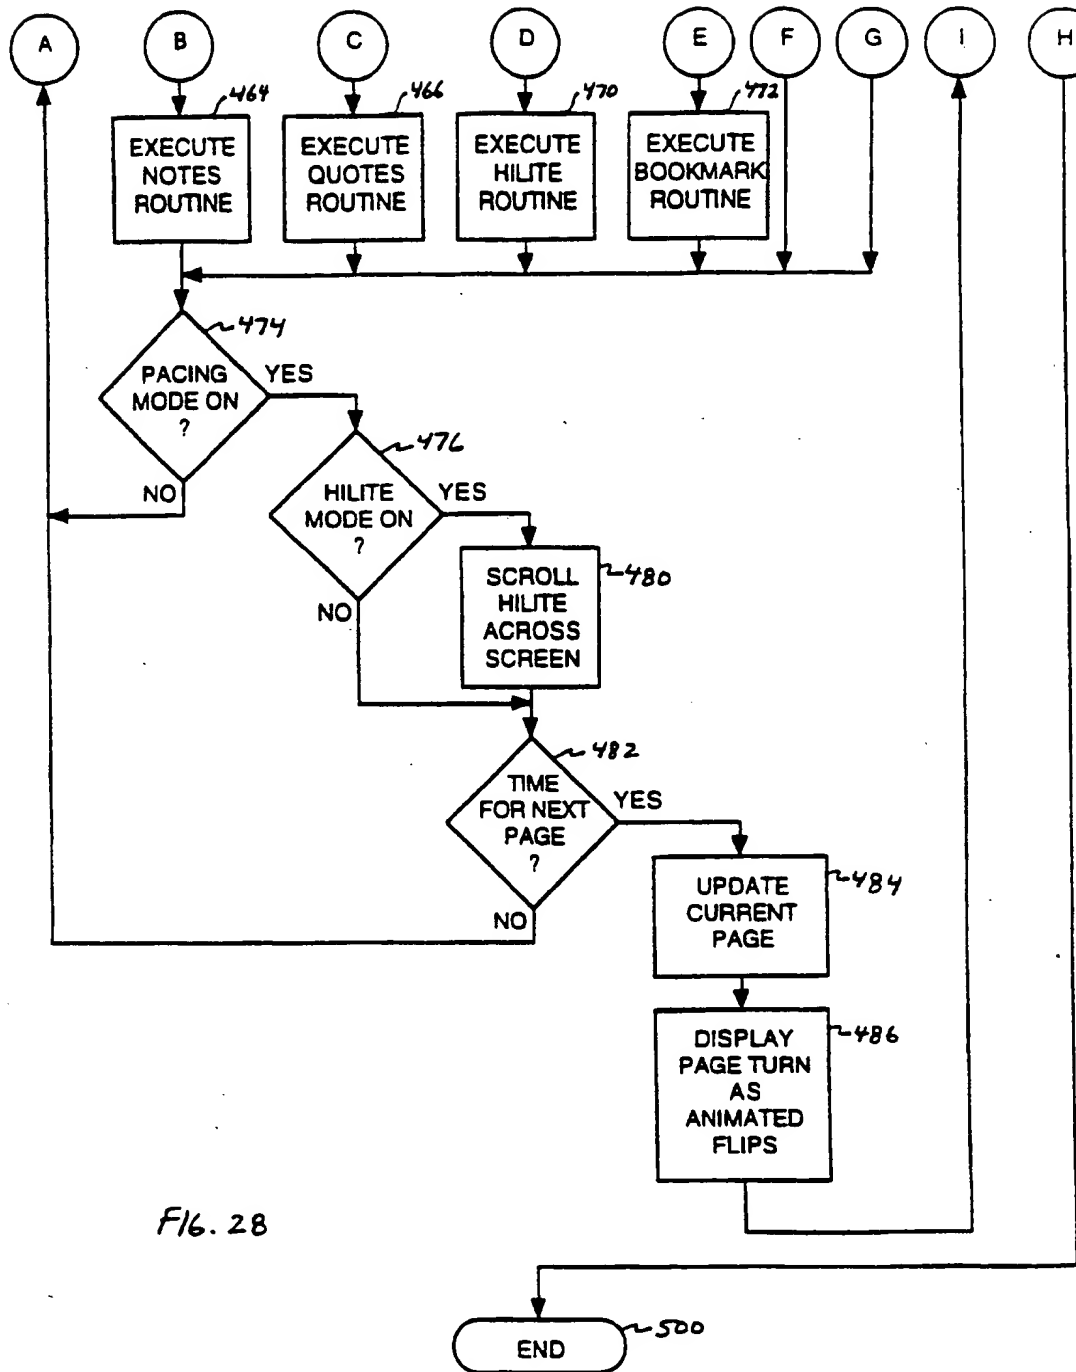 A B C D E F G I H
464 466 470 472
EXECUTE
NOTES
ROUTINE
EXECUTE
QUOTES
ROUTINE
EXECUTE
HILITE
ROUTINE
EXECUTE
BOOKMARK
ROUTINE
474
PACING
MODE ON
?
YES
NO
476
HILITE
MODE ON
?
YES
NO
480
SCROLL
HILITE
ACROSS
SCREEN
482
TIME
FOR NEXT
PAGE
?
YES
NO
484
UPDATE
CURRENT
PAGE
486
DISPLAY
PAGE TURN
AS
ANIMATED
FLIPS
FIG. 28
500
END